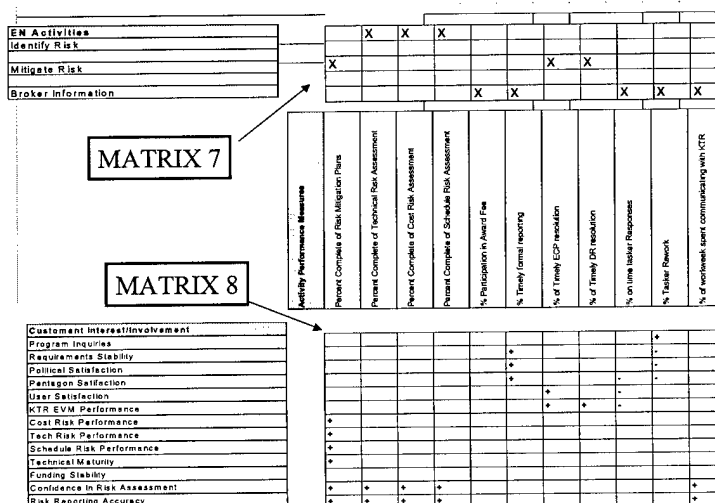 EN Activities X X X
Identify Risk
Mitigate Risk X X X
Broker Information X X X X X
MATRIX 7
Activity Performance Measures
Percent Complete of Risk Mitigation Plans
Percent Complete of Technical Risk Assessment
Percent Complete of Cost Risk Assessment
Percent Complete of Schedule Risk Assessment
% Participation in Award Fee
% Timely formal reporting
% of Timely ECP resolution
% of Timely DR resolution
% on time tasker Responses
% Tasker Rework
% of workweek spent communicating with KTR
MATRIX 8
Customent Interest/Involvement
Program Inquiries +
Requirements Stability + -
Political Satisfaction + -
Pentagon Satifaction + - -
User Satisfaction + -
KTR EVM Performance + + -
Cost Risk Performance +
Tech Risk Performance +
Schedule Risk Performance +
Technical Maturity +
Funding Stability
Confidence In Risk Assessment + + + + +
Risk Reporting Accuracy + + + + +